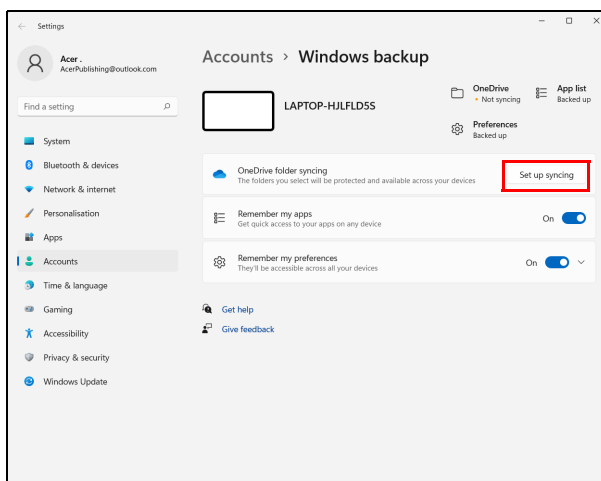 Settings
Acer .
AcerPublishing@outlook.com
Find a setting
System
Bluetooth & devices
Network & internet
Personalisation
Apps
Accounts
Time & language
Gaming
Accessibility
Privacy & security
Windows Update
Accounts > Windows backup
LAPTOP-HJLFLD5S
OneDrive
• Not syncing
App list
Backed up
Preferences
Backed up
OneDrive folder syncing
The folders you select will be protected and available across your devices
Set up syncing
Remember my apps
Get quick access to your apps on any device
On
Remember my preferences
They'll be accessible across all your devices
On
Get help
Give feedback